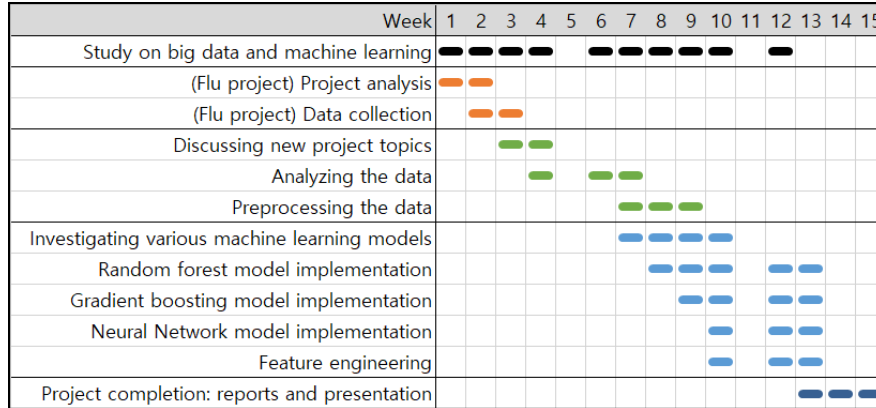 Week 1 2 3 4 5 6 7 8 9 10 11 12 13 14 15
Study on big data and machine learning
(Flu project) Project analysis
(Flu project) Data collection
Discussing new project topics
Analyzing the data
Preprocessing the data
Investigating various machine learning models
Random forest model implementation
Gradient boosting model implementation
Neural Network model implementation
Feature engineering
Project completion: reports and presentation